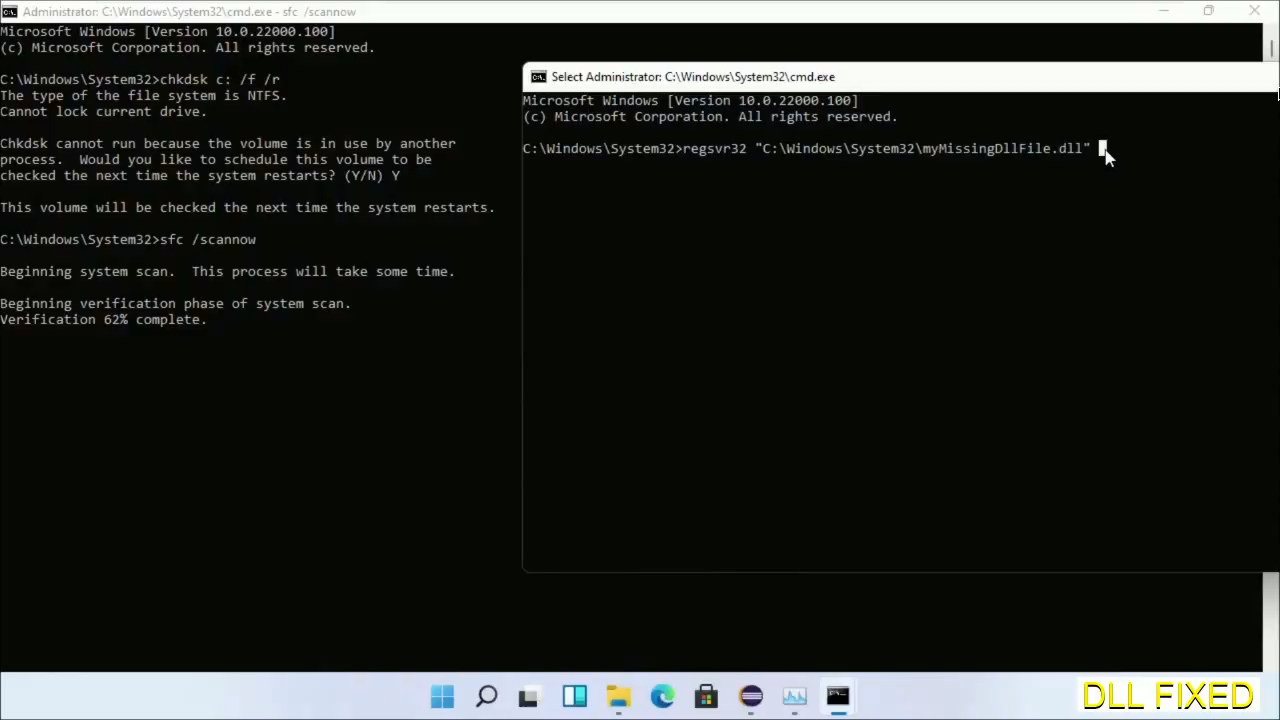 Administrator: C:\Windows\System32\cmd.exe - sfc /scannow
Microsoft Windows [Version 10.0.22000.100]
(c) Microsoft Corporation. All rights reserved.
C:\Windows\System32>chkdsk c: /f /r
The type of the file system is NTFS.
Cannot lock current drive.
Chkdsk cannot run because the volume is in use by another
process.  Would you like to schedule this volume to be
checked the next time the system restarts? (Y/N) Y
This volume will be checked the next time the system restarts.
C:\Windows\System32>sfc /scannow
Beginning system scan.  This process will take some time.
Beginning verification phase of system scan.
Verification 62% complete.
Select Administrator: C:\Windows\System32\cmd.exe
Microsoft Windows [Version 10.0.22000.100]
(c) Microsoft Corporation. All rights reserved.
C:\Windows\System32>regsvr32 "C:\Windows\System32\myMissingDllFile.dll"
DLL FIXED